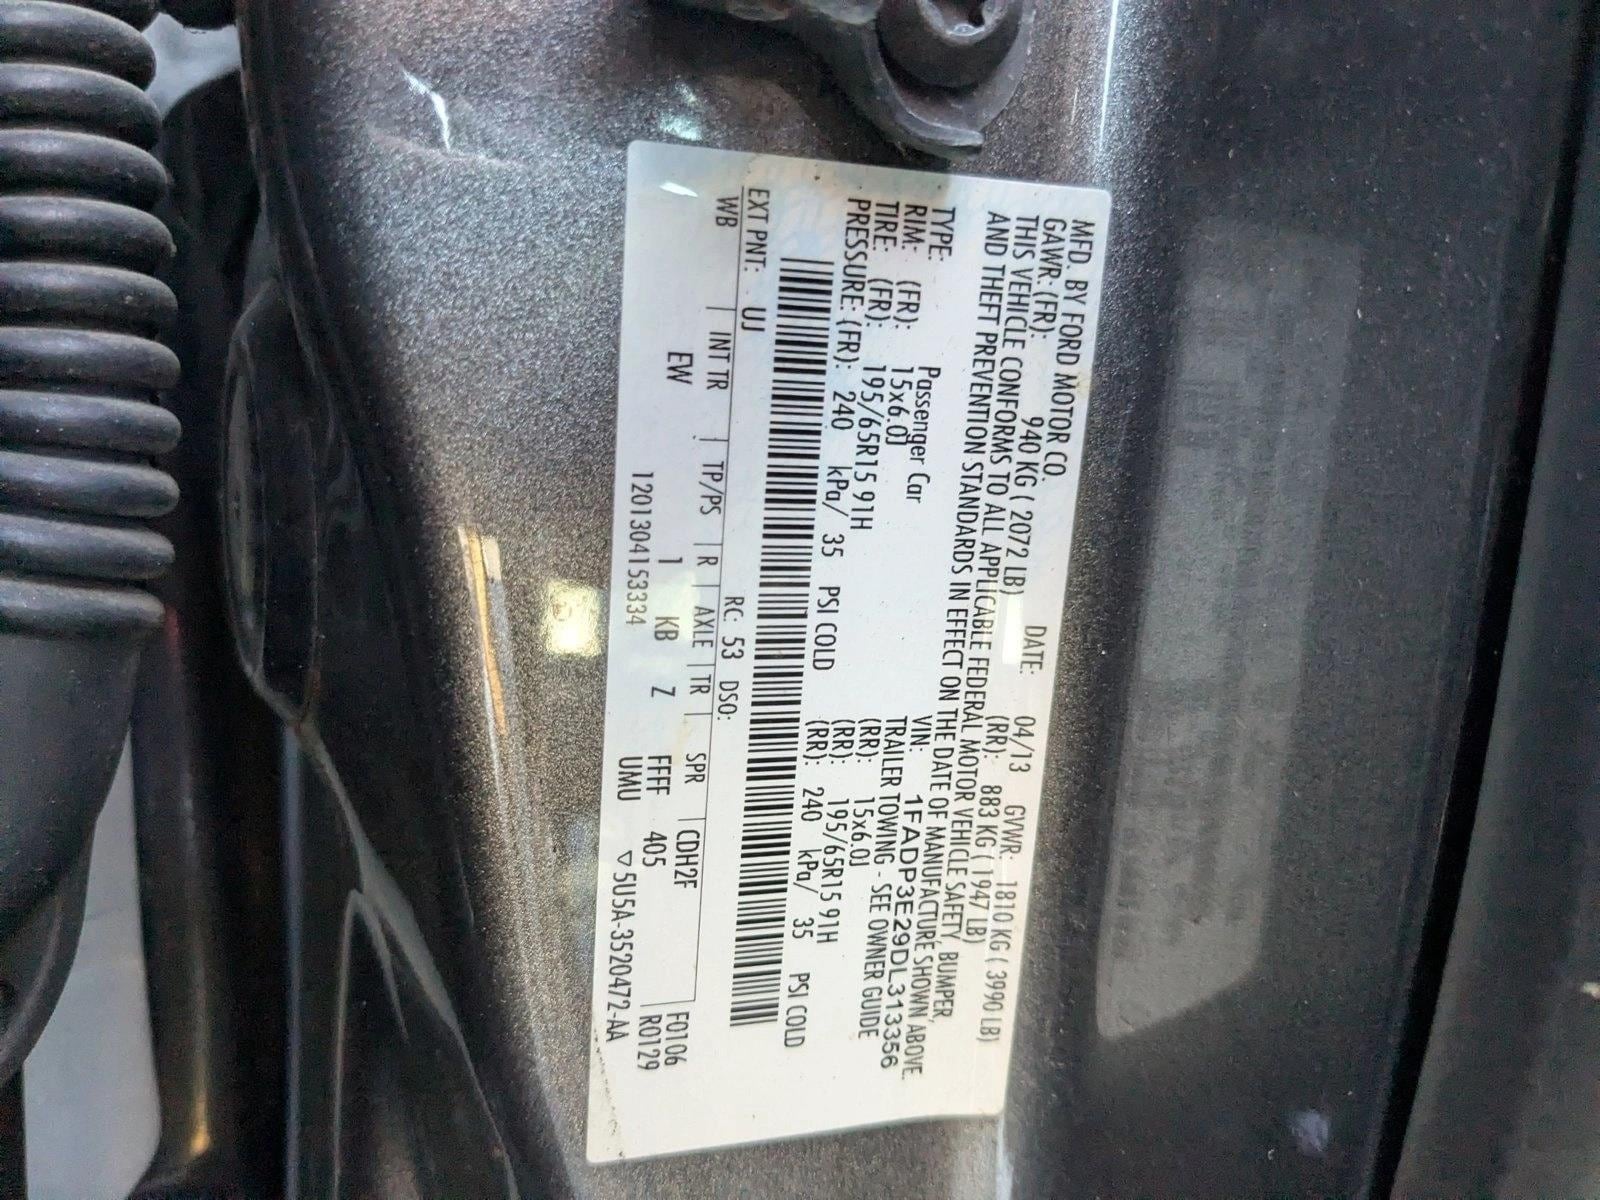 MFD. BY FORD MOTOR CO.
DATE: 04/13 GVWR: 1810 KG ( 3990 LB)
GAWR: (FR): 940 KG ( 2072 LB) (RR): 883 KG ( 1947 LB)
THIS VEHICLE CONFORMS TO ALL APPLICABLE FEDERAL MOTOR VEHICLE SAFETY, BUMPER,
AND THEFT PREVENTION STANDARDS IN EFFECT ON THE DATE OF MANUFACTURE SHOWN ABOVE.
VIN: 1FADP3E29DL313356
TYPE: Passenger Car TRAILER TOWING - SEE OWNER GUIDE
RIM: (FR): 15x6.0J (RR): 15x6.0J
TIRE: (FR): 195/65R15 91H (RR): 195/65R15 91H
PRESSURE: (FR): 240 kPa/ 35 PSI COLD (RR): 240 kPa/ 35 PSI COLD
EXT PNT: UJ RC: 53 DSO:
WB INT TR TP/PS R AXLE TR SPR CDH2F F0106
EW 1 KB Z FFFF 405 R0129
120130415334 UMU ▽5U5A-3520472-AA